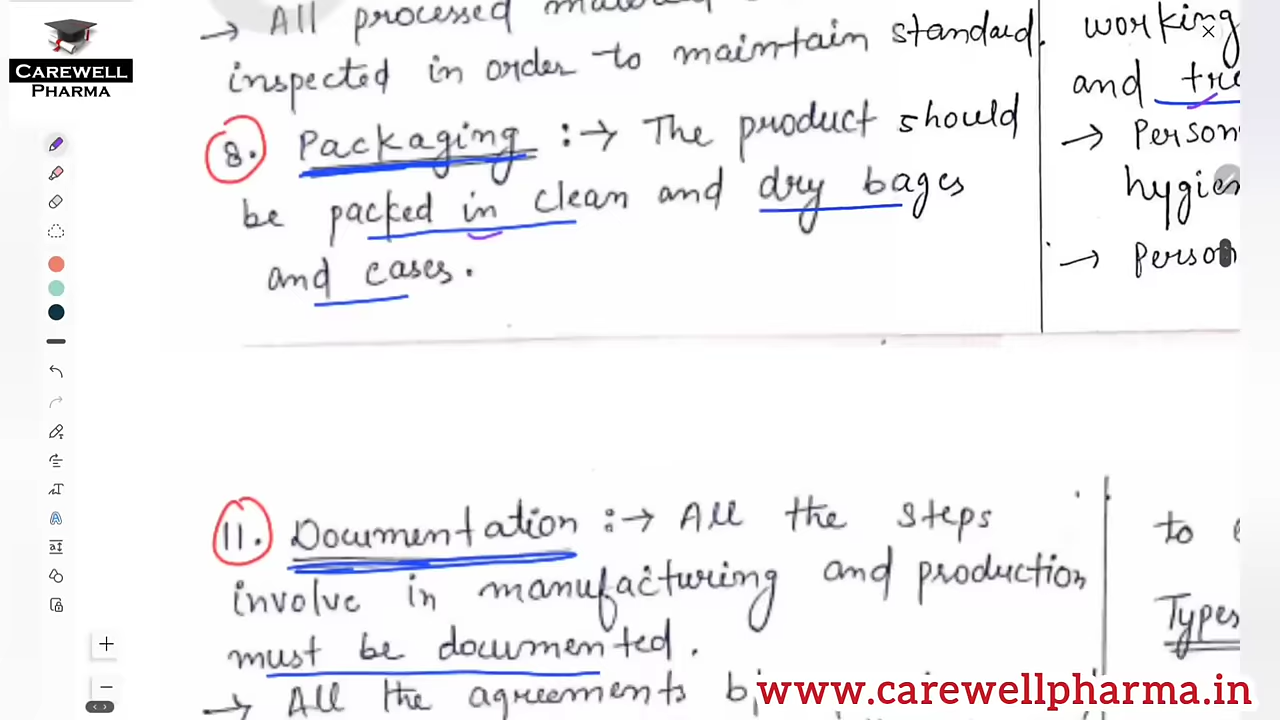 CAREWELL
PHARMA
→ All processed
inspected in order to maintain standard.
8. Packaging :→ The product should
be packed in clean and dry bages
and cases.
11. Documentation :→ All the steps
involve in manufacturing and production
must be documented.
→ All the agreements
working
and
→
hygien
→
to
Types
www.carewellpharma.in